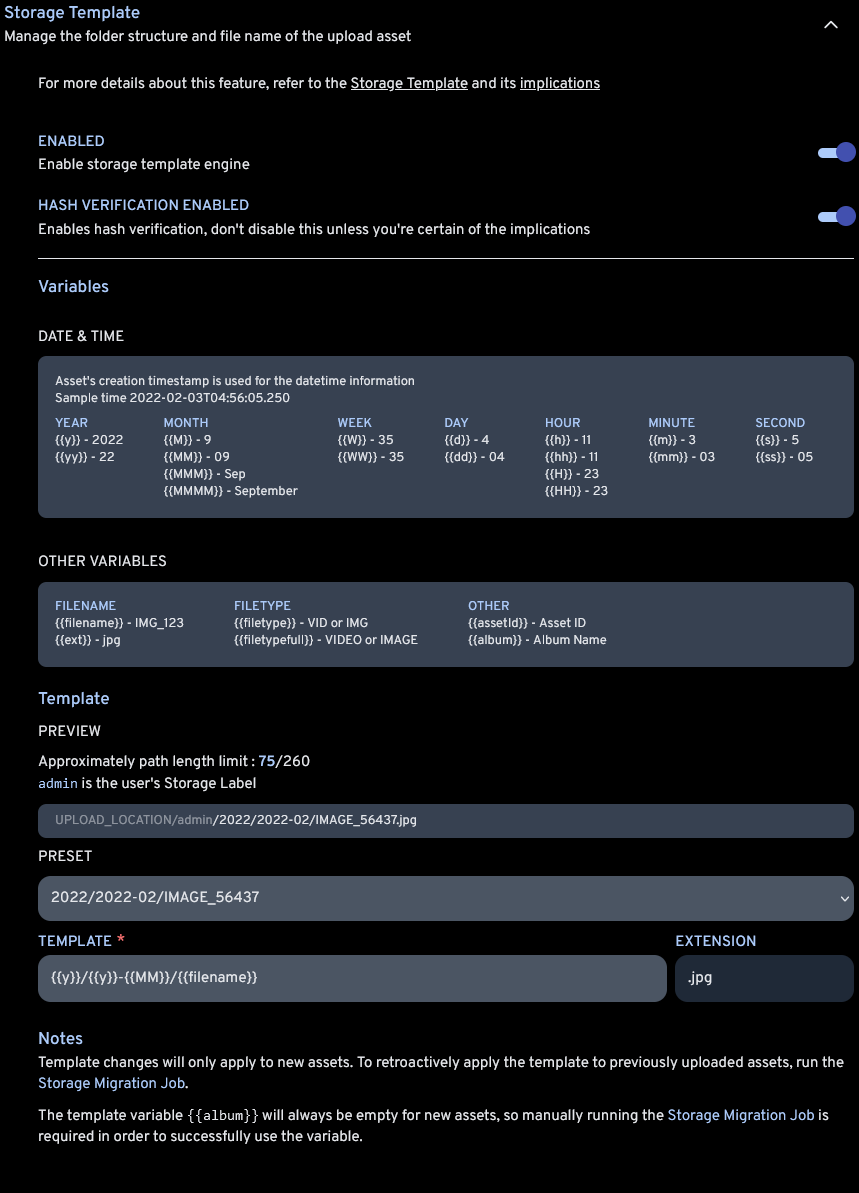 Storage Template
Manage the folder structure and file name of the upload asset
For more details about this feature, refer to the Storage Template and its implications
ENABLED
Enable storage template engine
HASH VERIFICATION ENABLED
Enables hash verification, don't disable this unless you're certain of the implications
Variables
DATE & TIME
Asset's creation timestamp is used for the datetime information
Sample time 2022-02-03T04:56:05.250
YEAR MONTH WEEK DAY HOUR MINUTE SECOND
{{y}} - 2022 {{M}} - 9 {{W}} - 35 {{d}} - 4 {{h}} - 11 {{m}} - 3 {{s}} - 5
{{yy}} - 22 {{MM}} - 09 {{WW}} - 35 {{dd}} - 04 {{hh}} - 11 {{mm}} - 03 {{ss}} - 05
{{MMM}} - Sep {{H}} - 23
{{MMMM}} - September {{HH}} - 23
OTHER VARIABLES
FILENAME FILETYPE OTHER
{{filename}} - IMG_123 {{filetype}} - VID or IMG {{assetId}} - Asset ID
{{ext}} - jpg {{filetypefull}} - VIDEO or IMAGE {{album}} - Album Name
Template
PREVIEW
Approximately path length limit : 75/260
admin is the user's Storage Label
UPLOAD_LOCATION/admin/2022/2022-02/IMAGE_56437.jpg
PRESET
2022/2022-02/IMAGE_56437
TEMPLATE * EXTENSION
{{y}}/{{y}}-{{MM}}/{{filename}} .jpg
Notes
Template changes will only apply to new assets. To retroactively apply the template to previously uploaded assets, run the
Storage Migration Job.
The template variable {{album}} will always be empty for new assets, so manually running the Storage Migration Job is
required in order to successfully use the variable.